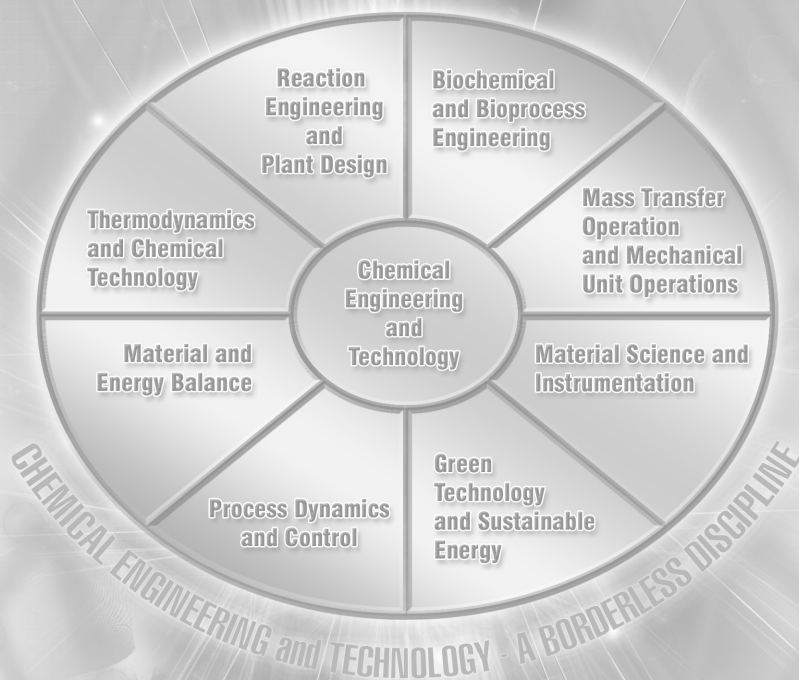 Reaction
Engineering
and
Plant Design
Biochemical
and Bioprocess
Engineering
Mass Transfer
Operation
and Mechanical
Unit Operations
Thermodynamics
and Chemical
Technology
Chemical
Engineering
and
Technology
Material and
Energy Balance
Material Science and
Instrumentation
Process Dynamics
and Control
Green
Technology
and Sustainable
Energy
CHEMICAL ENGINEERING and TECHNOLOGY - A BORDERLESS DISCIPLINE